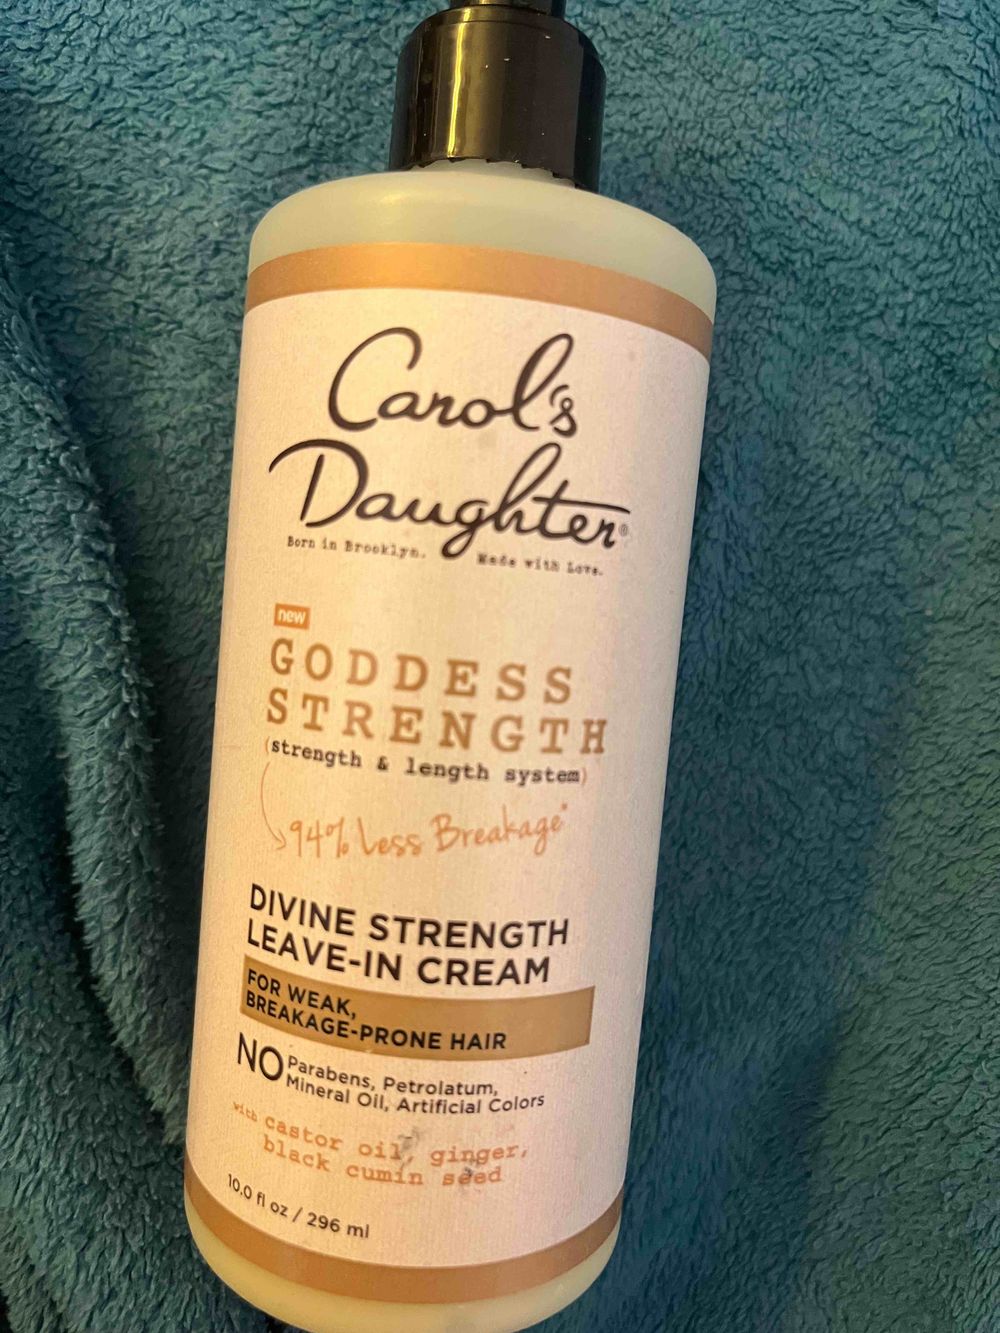 Carol's
Daughter®
Born in Brooklyn. Made with Love.
new
GODDESS
STRENGTH
(strength & length system)
94% Less Breakage*
DIVINE STRENGTH
LEAVE-IN CREAM
FOR WEAK,
BREAKAGE-PRONE HAIR
NO Parabens, Petrolatum,
Mineral Oil, Artificial Colors
with castor oil, ginger,
black cumin seed
10.0 fl oz / 296 ml